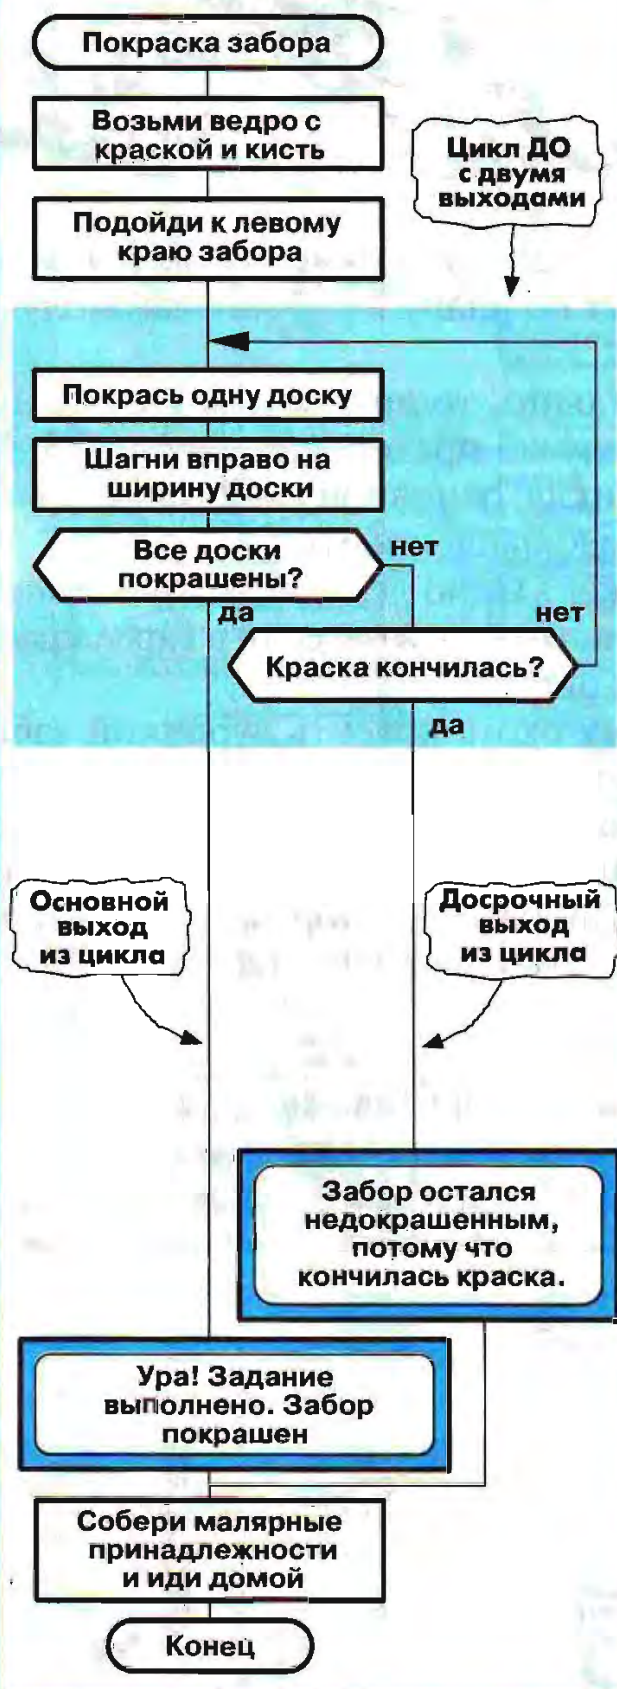 Покраска забора
Возьми ведро с
краской и кисть
Цикл ДО
с двумя
выходами
Подойди к левому
краю забора
Покрась одну доску
Шагни вправо на
ширину доски
Все доски
покрашены?
нет
да
нет
Краска кончилась?
да
Основной
выход
из цикла
Досрочный
выход
из цикла
Забор остался
недокрашенным,
потому что
кончилась краска.
Ура! Задание
выполнено. Забор
покрашен
Собери малярные
принадлежности
и иди домой
Конец